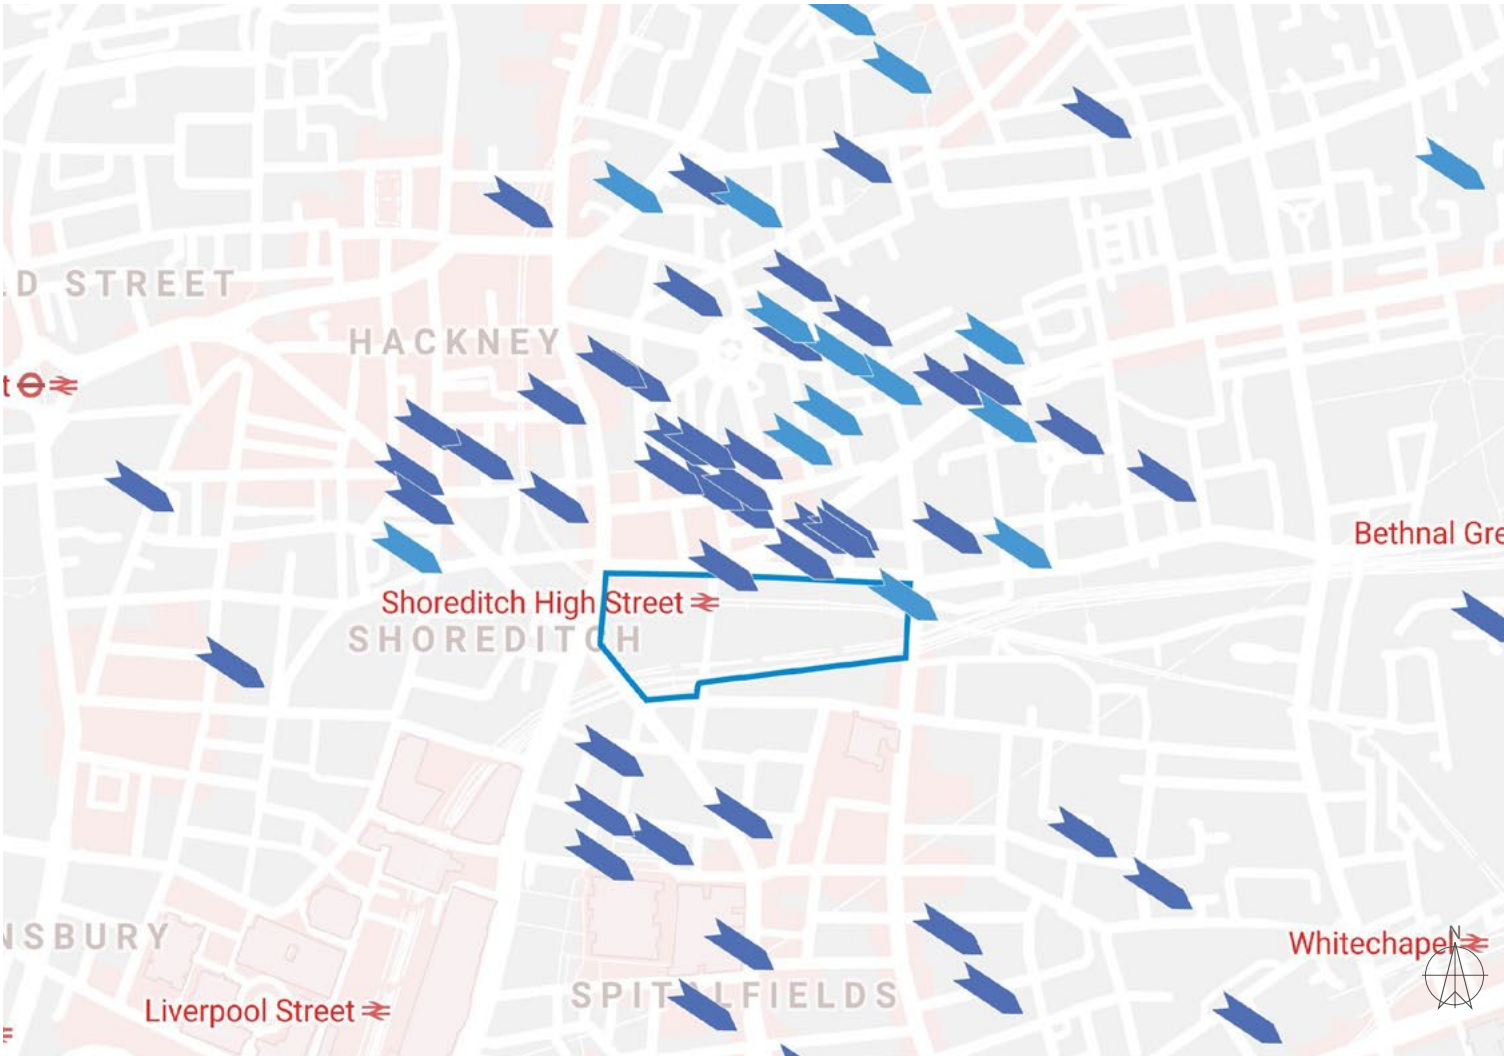 D STREET
HACKNEY
t
Bethnal Gre
Shoreditch High Street
SHOREDITCH
NSBURY
N
Whitechapel
SPITALFIELDS
Liverpool Street